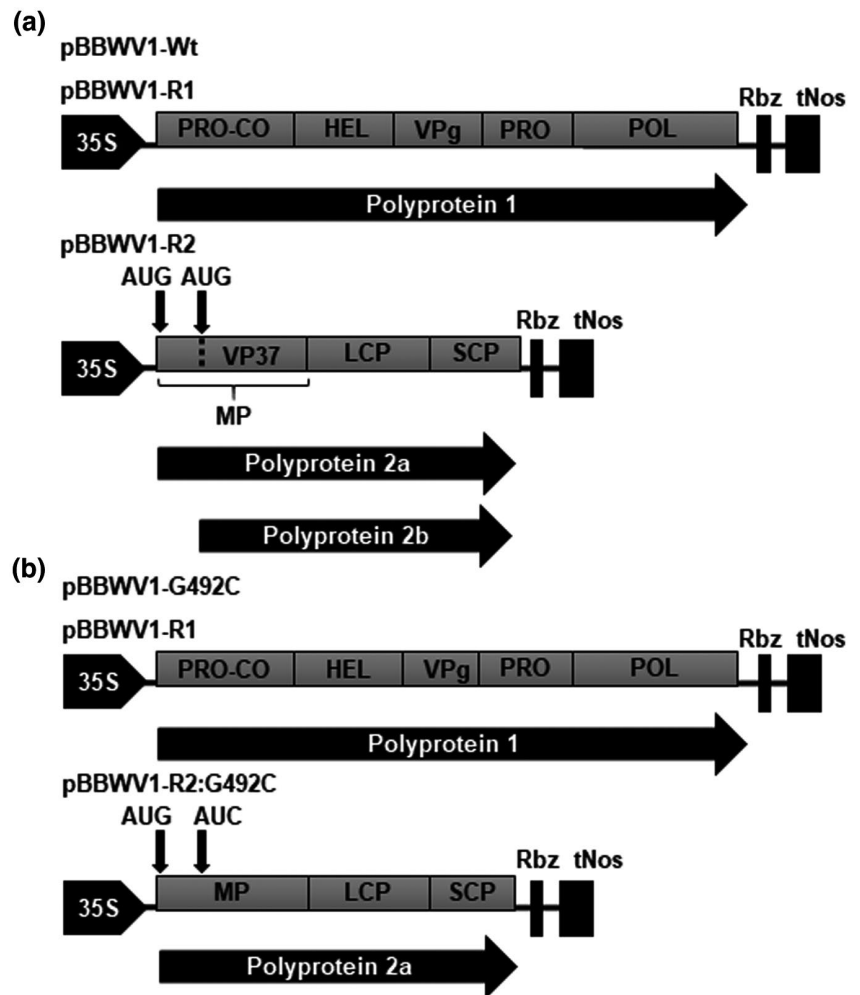 (a)
pBBWV1-Wt
pBBWV1-R1
Rbz tNos
35S PRO-CO HEL VPg PRO POL
Polyprotein 1
pBBWV1-R2
AUG AUG
Rbz tNos
35S VP37 LCP SCP
MP
Polyprotein 2a
Polyprotein 2b
(b)
pBBWV1-G492C
pBBWV1-R1
Rbz tNos
35S PRO-CO HEL VPg PRO POL
Polyprotein 1
pBBWV1-R2:G492C
AUG AUC
Rbz tNos
35S MP LCP SCP
Polyprotein 2a